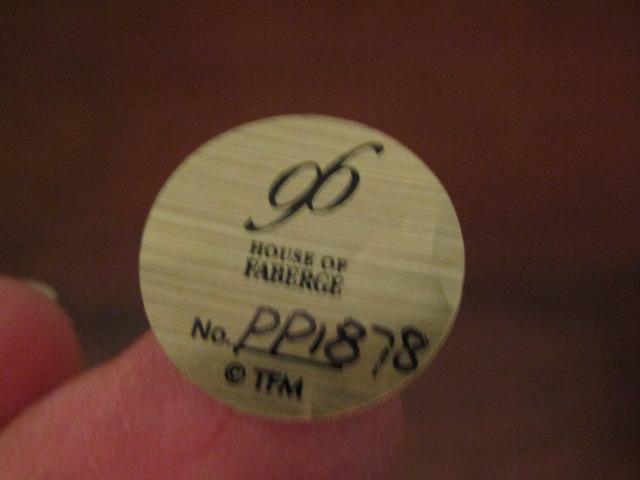 96
HOUSE OF
FABERGE
No. PP1878
© TFM